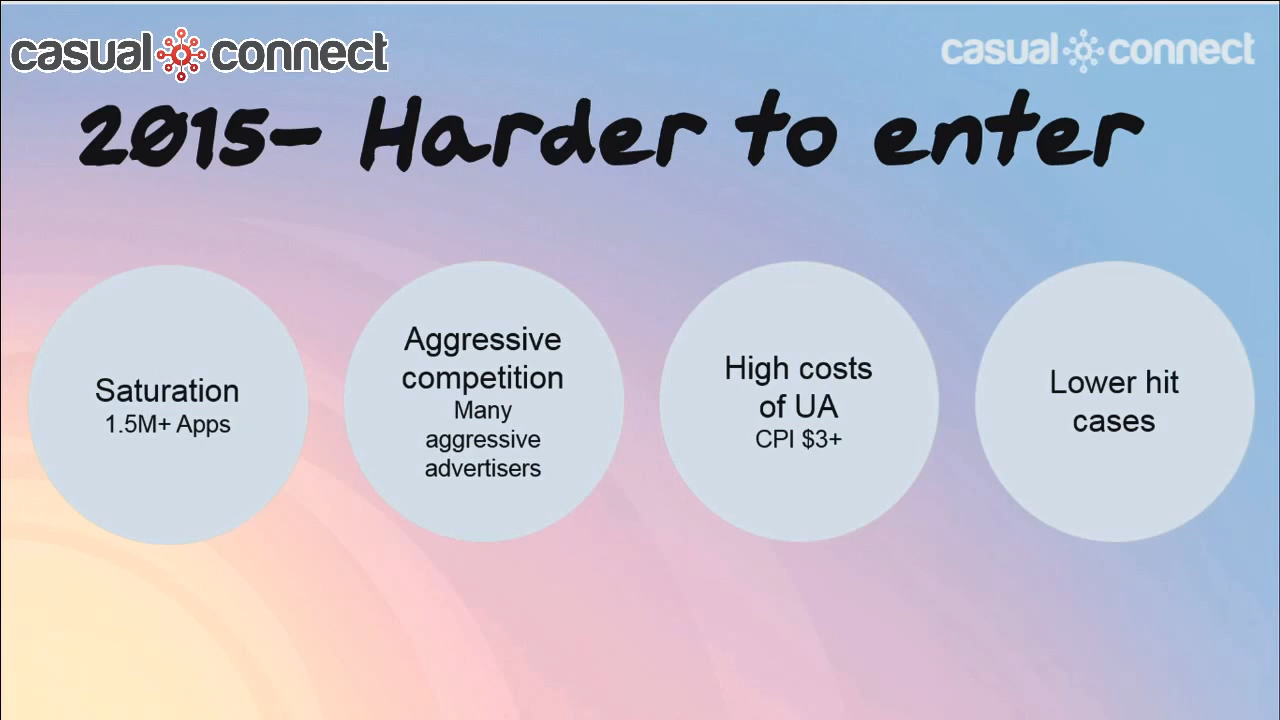 casual connect
casual connect
2015- Harder to enter
Saturation
1.5M+ Apps
Aggressive
competition
Many
aggressive
advertisers
High costs
of UA
CPI $3+
Lower hit
cases